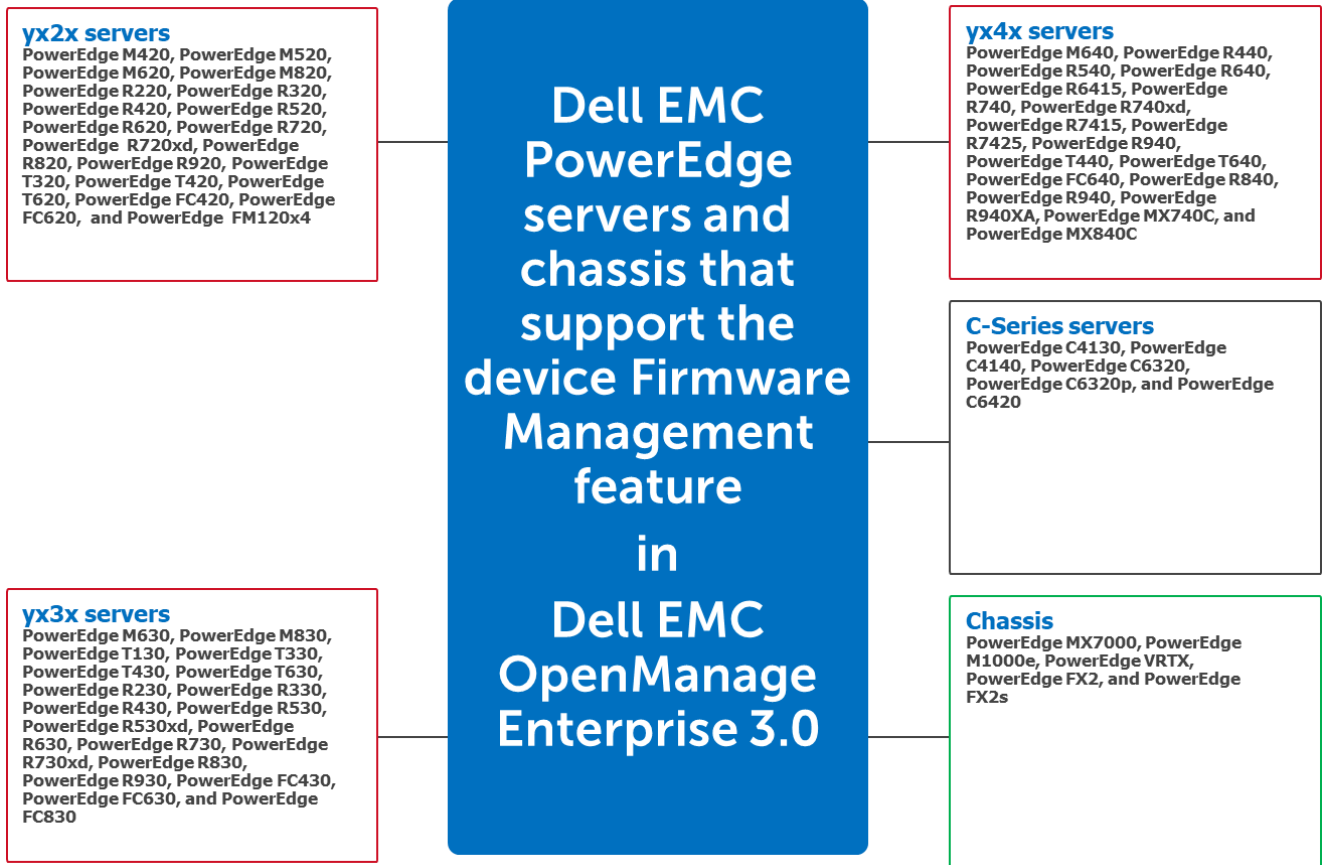 yx2x servers
PowerEdge M420, PowerEdge M520,
PowerEdge M620, PowerEdge M820,
PowerEdge R220, PowerEdge R320,
PowerEdge R420, PowerEdge R520,
PowerEdge R620, PowerEdge R720,
PowerEdge R720xd, PowerEdge
R820, PowerEdge R920, PowerEdge
T320, PowerEdge T420, PowerEdge
T620, PowerEdge FC420, PowerEdge
FC620, and PowerEdge FM120x4
yx3x servers
PowerEdge M630, PowerEdge M830,
PowerEdge T130, PowerEdge T330,
PowerEdge T430, PowerEdge T630,
PowerEdge R230, PowerEdge R330,
PowerEdge R430, PowerEdge R530,
PowerEdge R530xd, PowerEdge
R630, PowerEdge R730, PowerEdge
R730xd, PowerEdge R830,
PowerEdge R930, PowerEdge FC430,
PowerEdge FC630, and PowerEdge
FC830
Dell EMC
PowerEdge
servers and
chassis that
support the
device Firmware
Management
feature
in
Dell EMC
OpenManage
Enterprise 3.0
yx4x servers
PowerEdge M640, PowerEdge R440,
PowerEdge R540, PowerEdge R640,
PowerEdge R6415, PowerEdge
R740, PowerEdge R740xd,
PowerEdge R7415, PowerEdge
R7425, PowerEdge R940,
PowerEdge T440, PowerEdge T640,
PowerEdge FC640, PowerEdge R840,
PowerEdge R940, PowerEdge
R940XA, PowerEdge MX740C, and
PowerEdge MX840C
C-Series servers
PowerEdge C4130, PowerEdge
C4140, PowerEdge C6320,
PowerEdge C6320p, and PowerEdge
C6420
Chassis
PowerEdge MX7000, PowerEdge
M1000e, PowerEdge VRTX,
PowerEdge FX2, and PowerEdge
FX2s